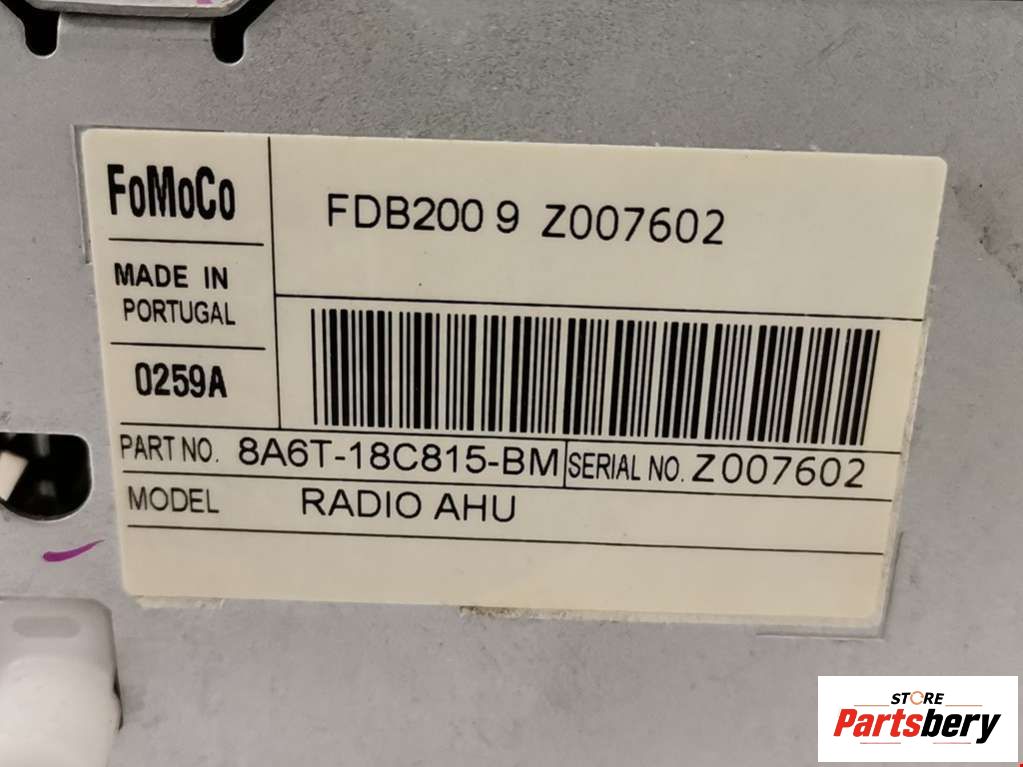 FoMoCo
MADE IN
PORTUGAL
0259A
FDB200 9 Z007602
PART NO. 8A6T-18C815-BM SERIAL NO. Z007602
MODEL RADIO AHU
STORE
Partsbery